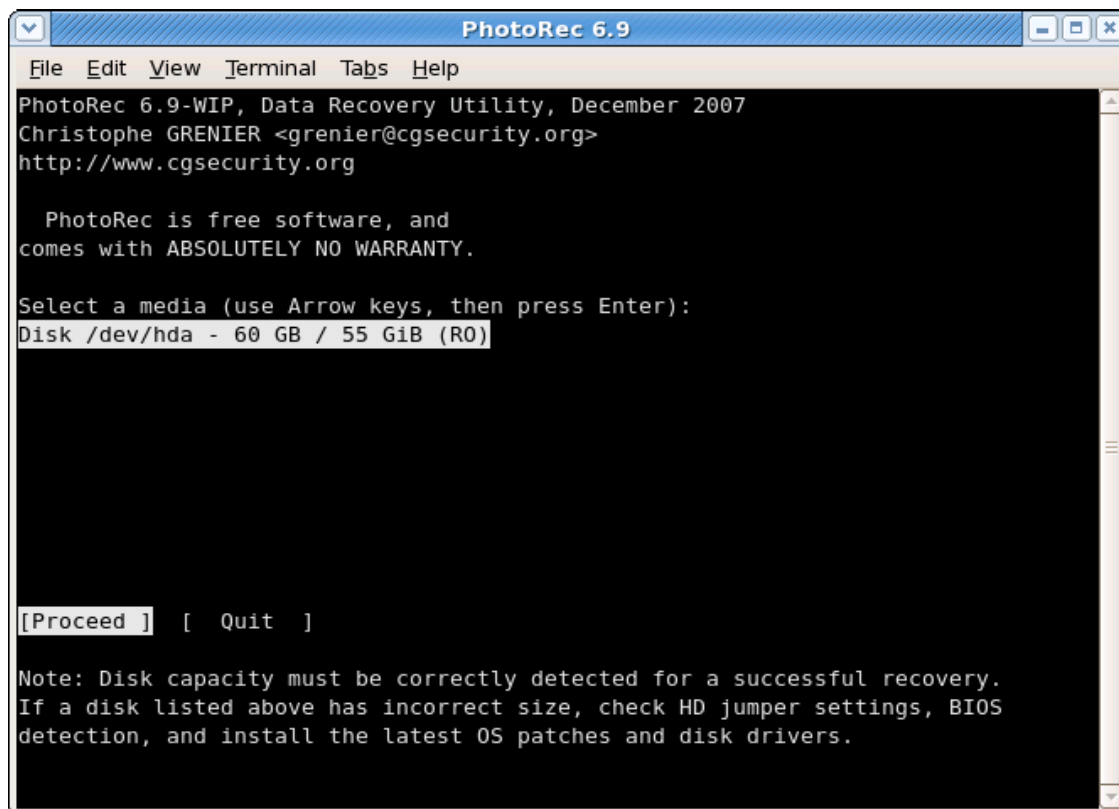 PhotoRec 6.9
File Edit View Terminal Tabs Help
PhotoRec 6.9-WIP, Data Recovery Utility, December 2007
Christophe GRENIER <grenier@cgsecurity.org>
http://www.cgsecurity.org
PhotoRec is free software, and
comes with ABSOLUTELY NO WARRANTY.
Select a media (use Arrow keys, then press Enter):
Disk /dev/hda - 60 GB / 55 GiB (RO)
[Proceed ] [ Quit ]
Note: Disk capacity must be correctly detected for a successful recovery.
If a disk listed above has incorrect size, check HD jumper settings, BIOS
detection, and install the latest OS patches and disk drivers.